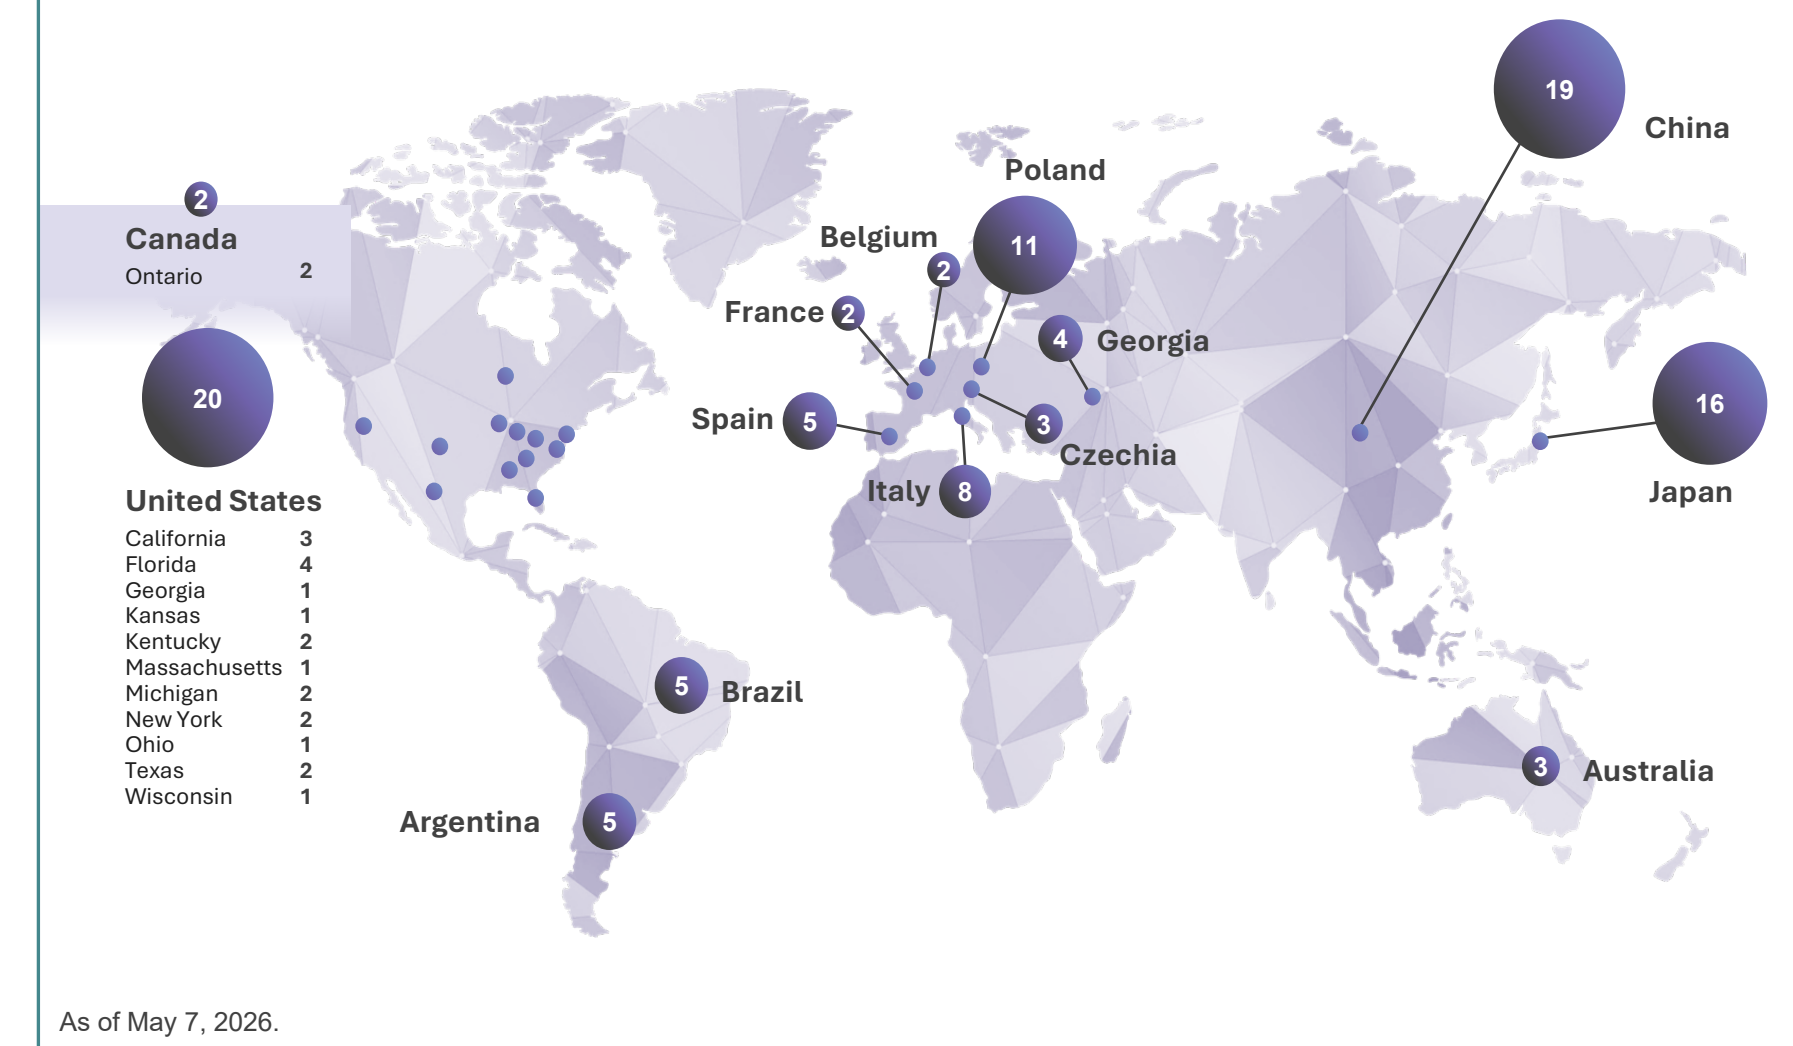 19
China
Poland
11
Belgium
2
2
Canada
Ontario 2
France 2
4 Georgia
20
16
Japan
Spain 5
3
Czechia
Italy 8
United States
California 3
Florida 4
Georgia 1
Kansas 1
Kentucky 2
Massachusetts 1
Michigan 2
New York 2
Ohio 1
Texas 2
Wisconsin 1
5 Brazil
3 Australia
Argentina 5
As of May 7, 2026.